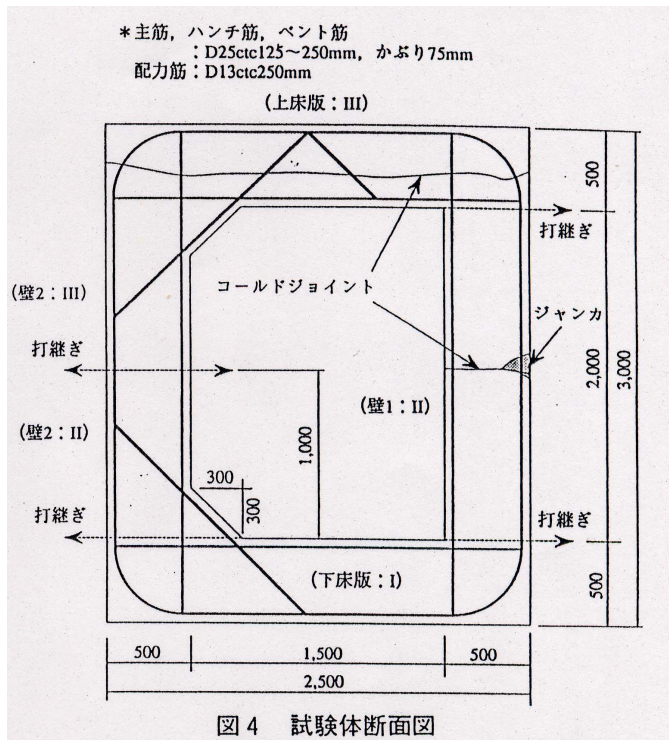 *主筋，ハンチ筋，ベント筋
：D25ctc125～250mm，かぶり75mm
配力筋：D13ctc250mm
(上床版：III)
500
打継ぎ
コールドジョイント
(壁2：III)
ジャンカ
打継ぎ
2,000
3,000
(壁1：II)
(壁2：II)
1,000
300
300
打継ぎ
打継ぎ
(下床版：I)
500
500
1,500
500
2,500
図4 試験体断面図